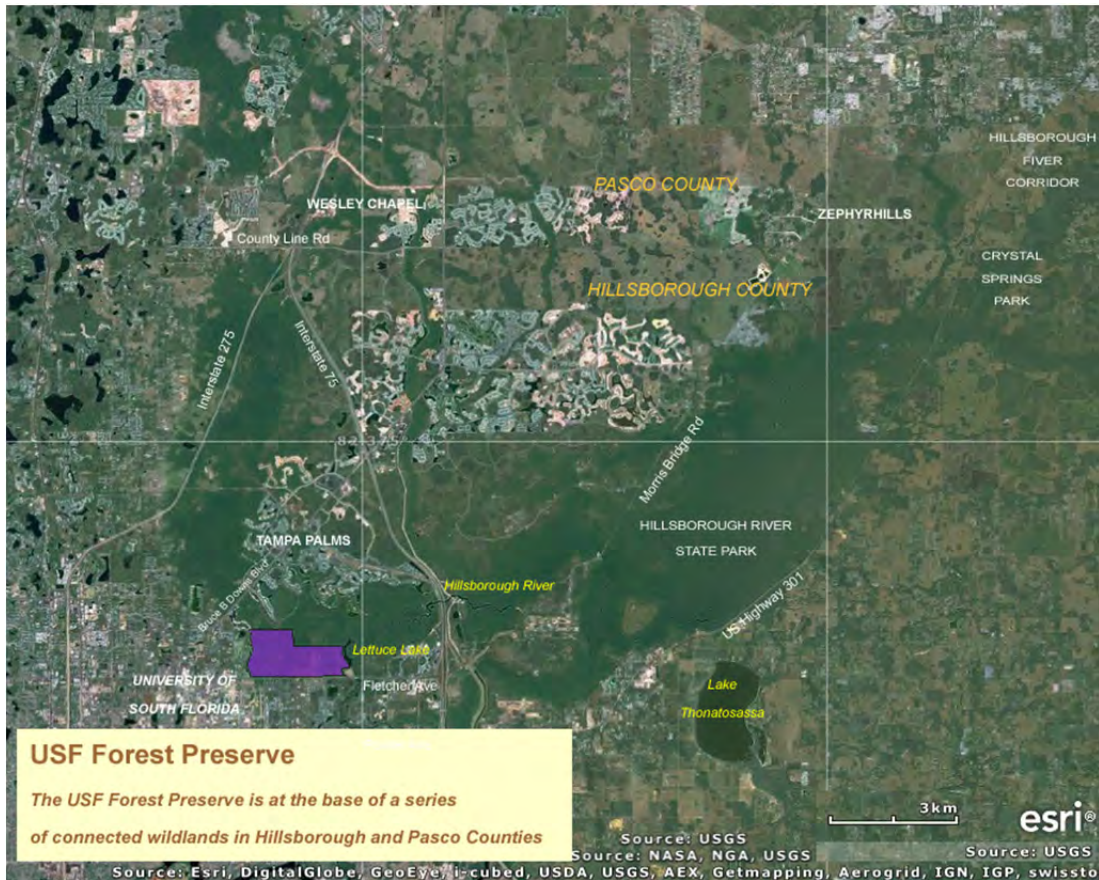 HILLSBOROUGH
FIVER
CORRIDOR
PASCO COUNTY
WESLEY CHAPEL
ZEPHYRHILLS
County Line Rd
CRYSTAL
SPRINGS
PARK
HILLSBOROUGH COUNTY
Interstate 275
Interstate 75
82.375°
Morris Bridge Rd
HILLSBOROUGH RIVER
STATE PARK
TAMPA PALMS
Hillsborough River
Bruce B Downs Blvd
US Highway 301
Lettuce Lake
UNIVERSITY OF
SOUTH FLORIDA
Fletcher Ave
Lake
Thonatosassa
USF Forest Preserve
The USF Forest Preserve is at the base of a series
of connected wildlands in Hillsborough and Pasco Counties
3km
esri®
Source: USGS
Source: NASA, NGA, USGS
Source: USGS
Source: Esri, DigitalGlobe, GeoEye, i-cubed, USDA, USGS, AEX, Getmapping, Aerogrid, IGN, IGP, swissto